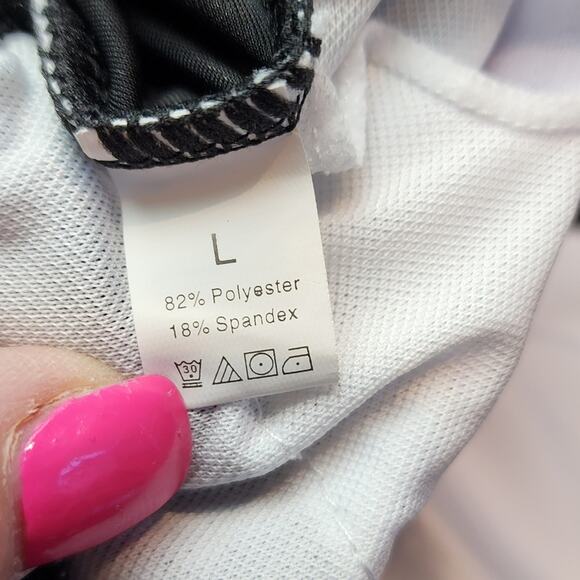 L
82% Polyester
18% Spandex
30